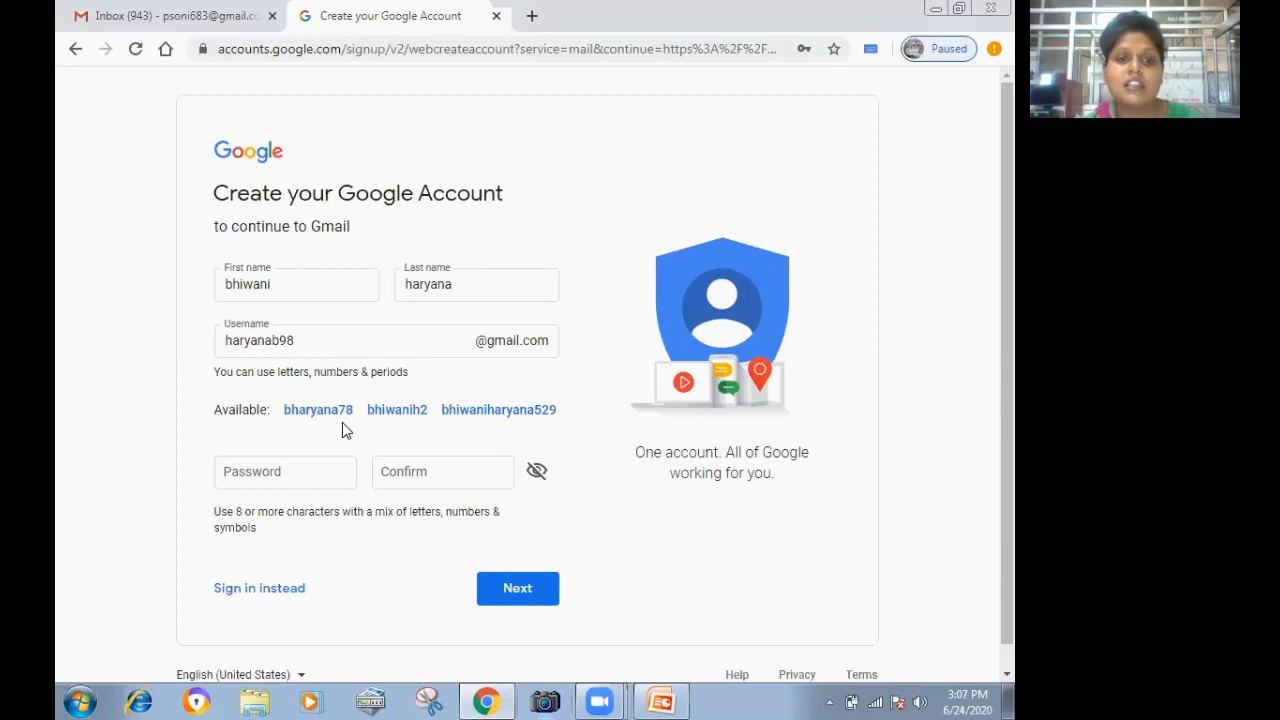 Inbox (943) - psoni683@gmail.cc
Create your Google Account
accounts.google.com/signup/v2/webcreateaccount?service=mail&continue=https%3A%2F%2F...
Paused
Google
Create your Google Account
to continue to Gmail
First name
Last name
bhiwani
haryana
Username
haryanab98
@gmail.com
You can use letters, numbers & periods
Available: bharyana78 bhiwanih2 bhiwaniharyana529
Password
Confirm
Use 8 or more characters with a mix of letters, numbers &
symbols
One account. All of Google
working for you.
Sign in instead
Next
English (United States)
Help
Privacy
Terms
3:07 PM
6/24/2020